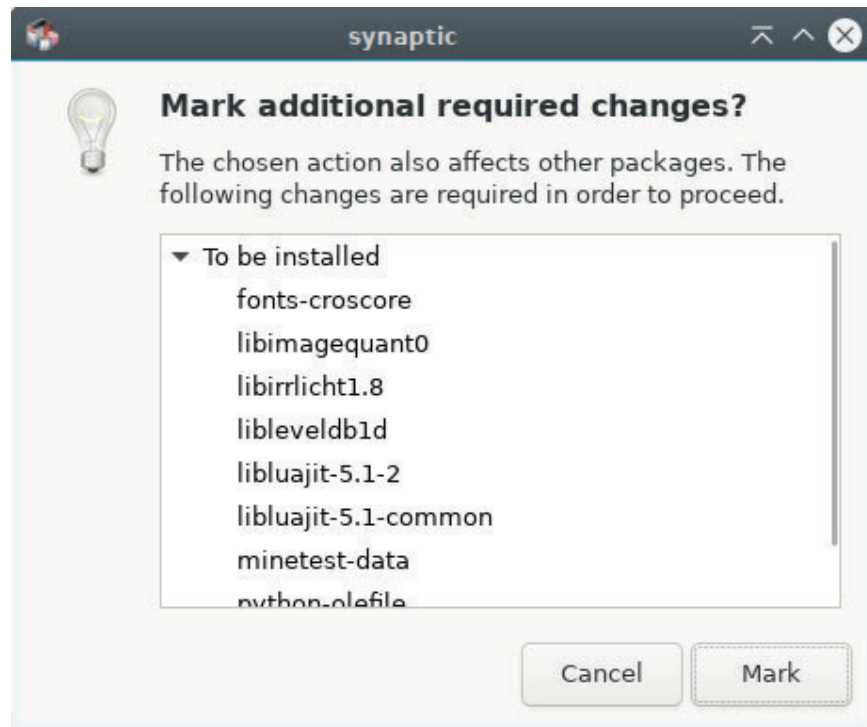 synaptic
Mark additional required changes?
The chosen action also affects other packages. The
following changes are required in order to proceed.
To be installed
fonts-croscore
libimagequant0
libirrlicht1.8
libleveldb1d
libluajit-5.1-2
libluajit-5.1-common
minetest-data
python-olefile
Cancel
Mark